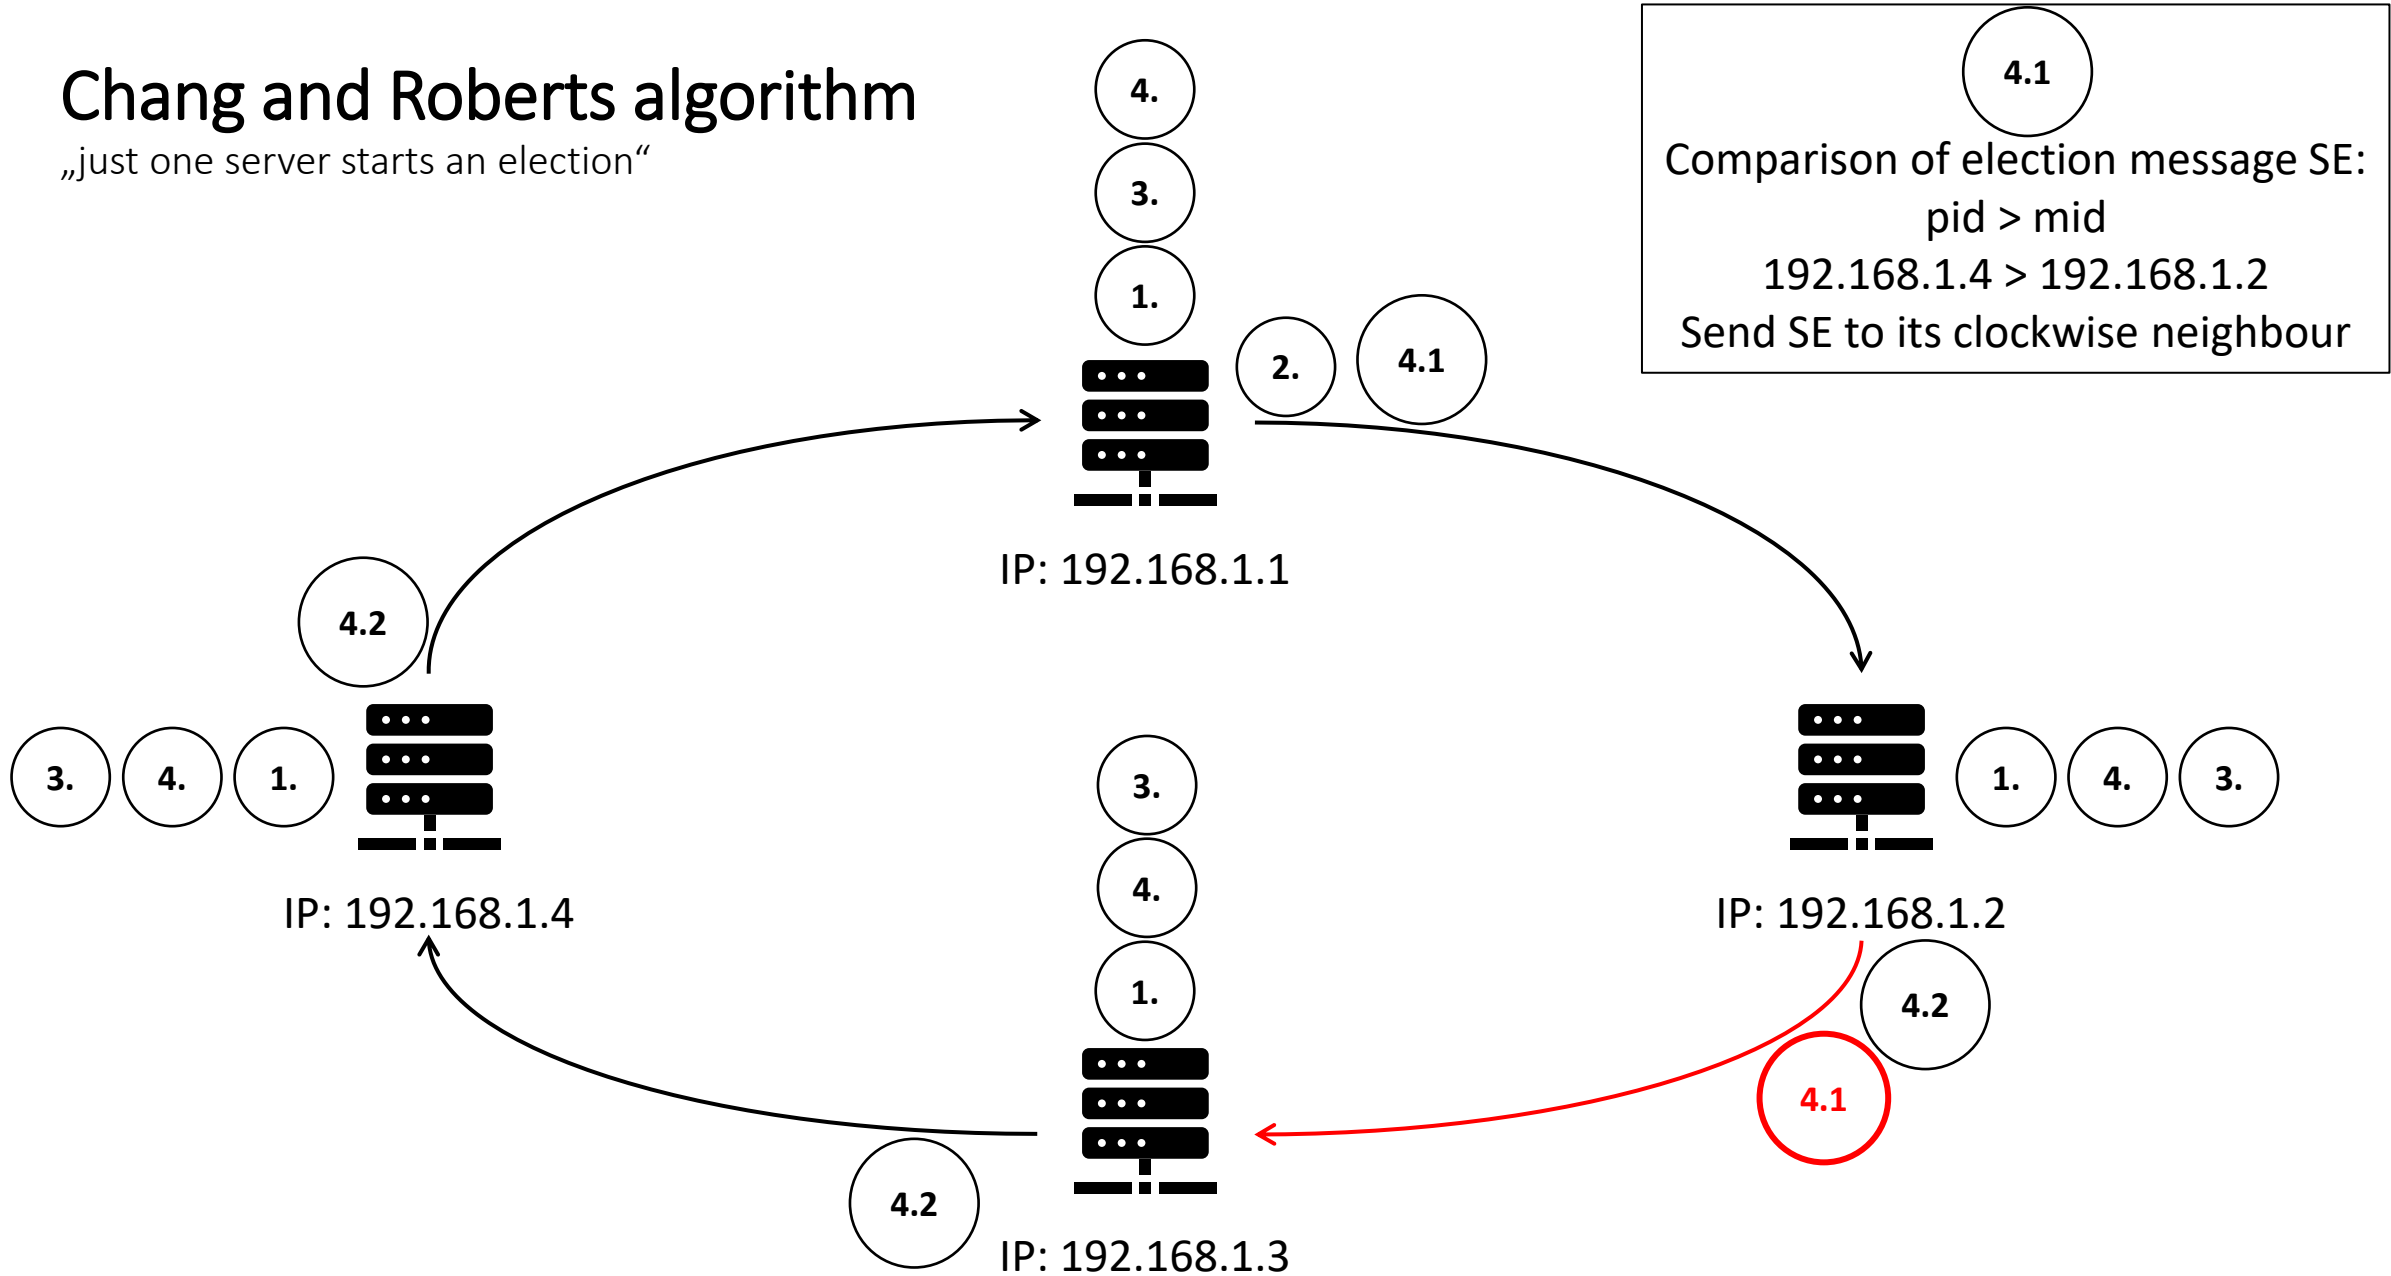 Chang and Roberts algorithm
„just one server starts an election“
4.1
Comparison of election message SE:
pid > mid
192.168.1.4 > 192.168.1.2
Send SE to its clockwise neighbour
4.
3.
1.
2.
4.1
IP: 192.168.1.1
4.2
3.
4.
1.
IP: 192.168.1.4
1.
4.
3.
IP: 192.168.1.2
4.2
4.1
3.
4.
1.
4.2
IP: 192.168.1.3